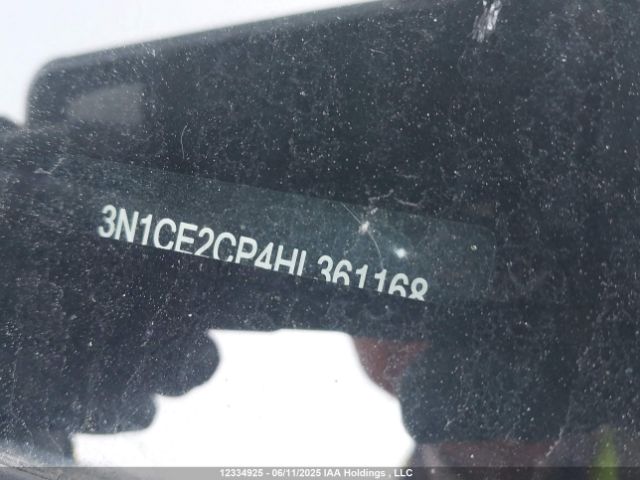 3N1CE2CP4HL361168
12334925 - 06/11/2025 IAA Holdings , LLC